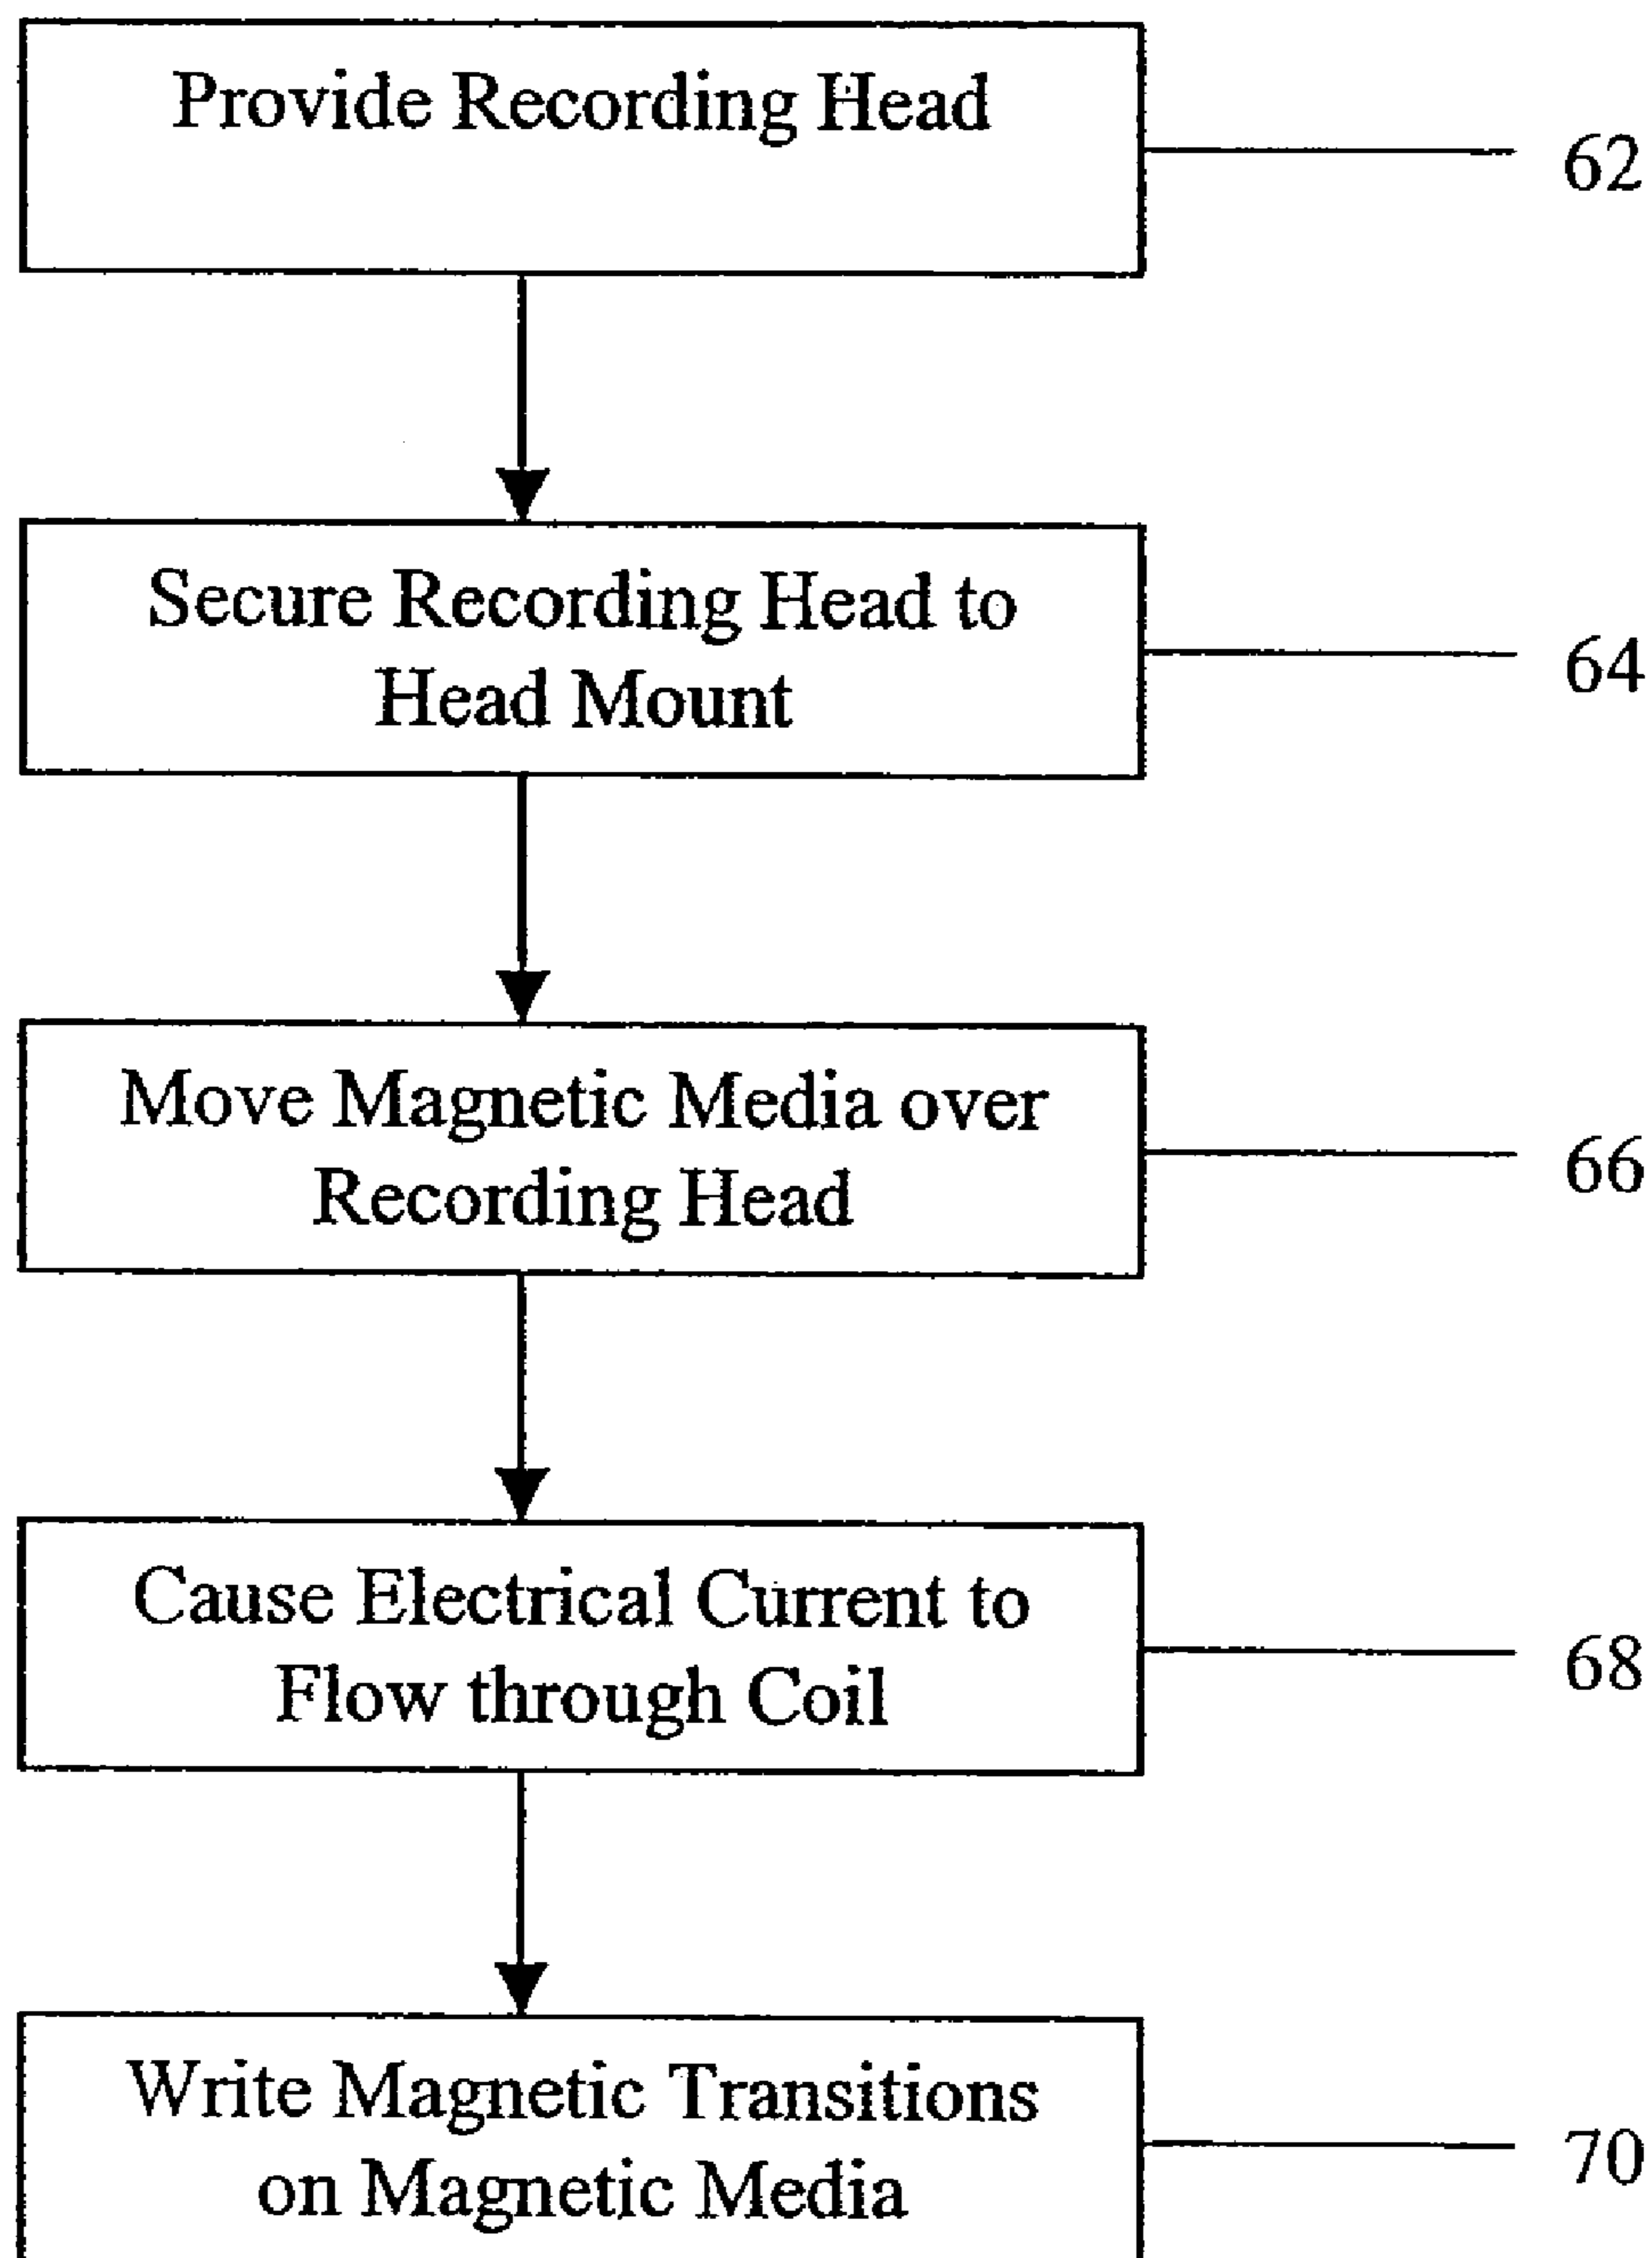 Provide Recording Head
62
Secure Recording Head to
Head Mount
64
Move Magnetic Media over
Recording Head
66
Cause Electrical Current to
Flow through Coil
68
Write Magnetic Transitions
on Magnetic Media
70